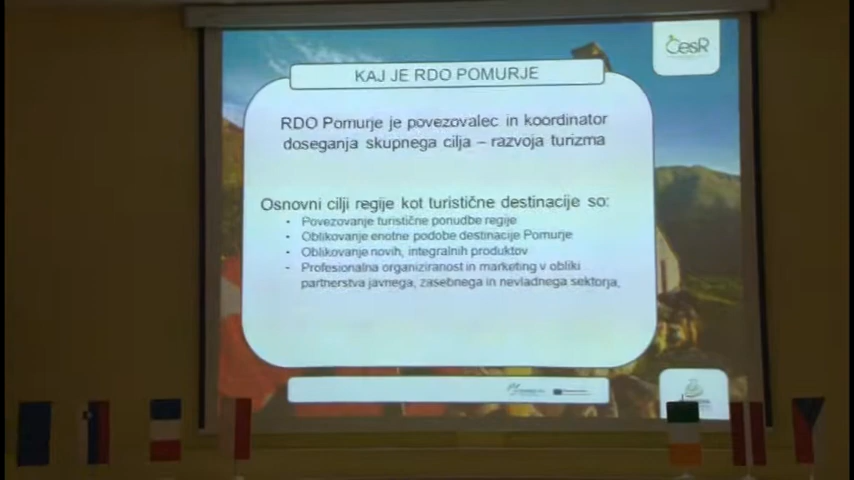 KAJ JE RDO POMURJE
ČesR
RDO Pomurje je povezovalec in koordinator
doseganja skupnega cilja – razvoja turizma
Osnovni cilji regije kot turistične destinacije so:
• Povezovanje turistične ponudbe regije
• Oblikovanje enotne podobe destinacije Pomurje
• Oblikovanje novih, integralnih produktov
- Profesionalna organiziranost in marketing v obliki
partnerstva javnega, zasebnega in nevladnega sektorja,